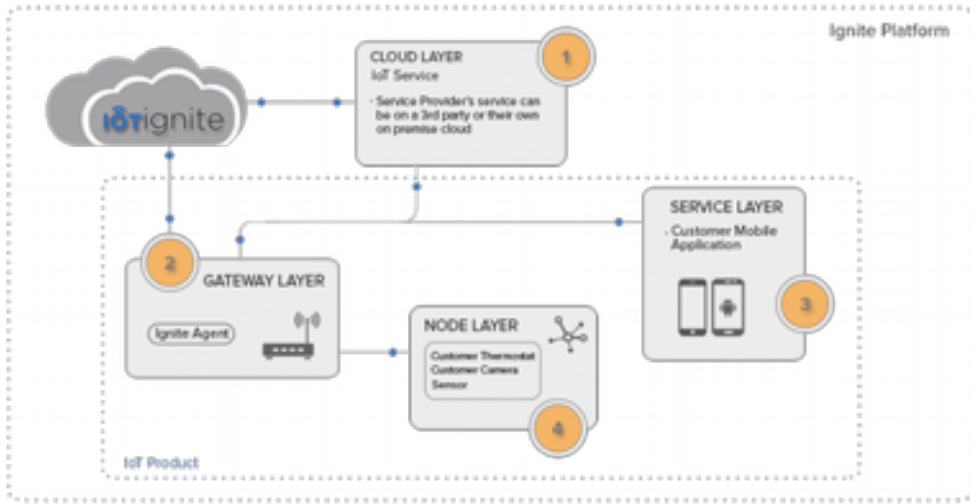 Ignite Platform
CLOUD LAYER
IoT Service
· Service Provider's service can
be on a 3rd party or their own
on premise cloud
1
IOTignite
SERVICE LAYER
· Customer Mobile
Application
3
2
GATEWAY LAYER
Ignite Agent
NODE LAYER
Customer Thermostat
Customer Camera
Sensor
4
IoT Product